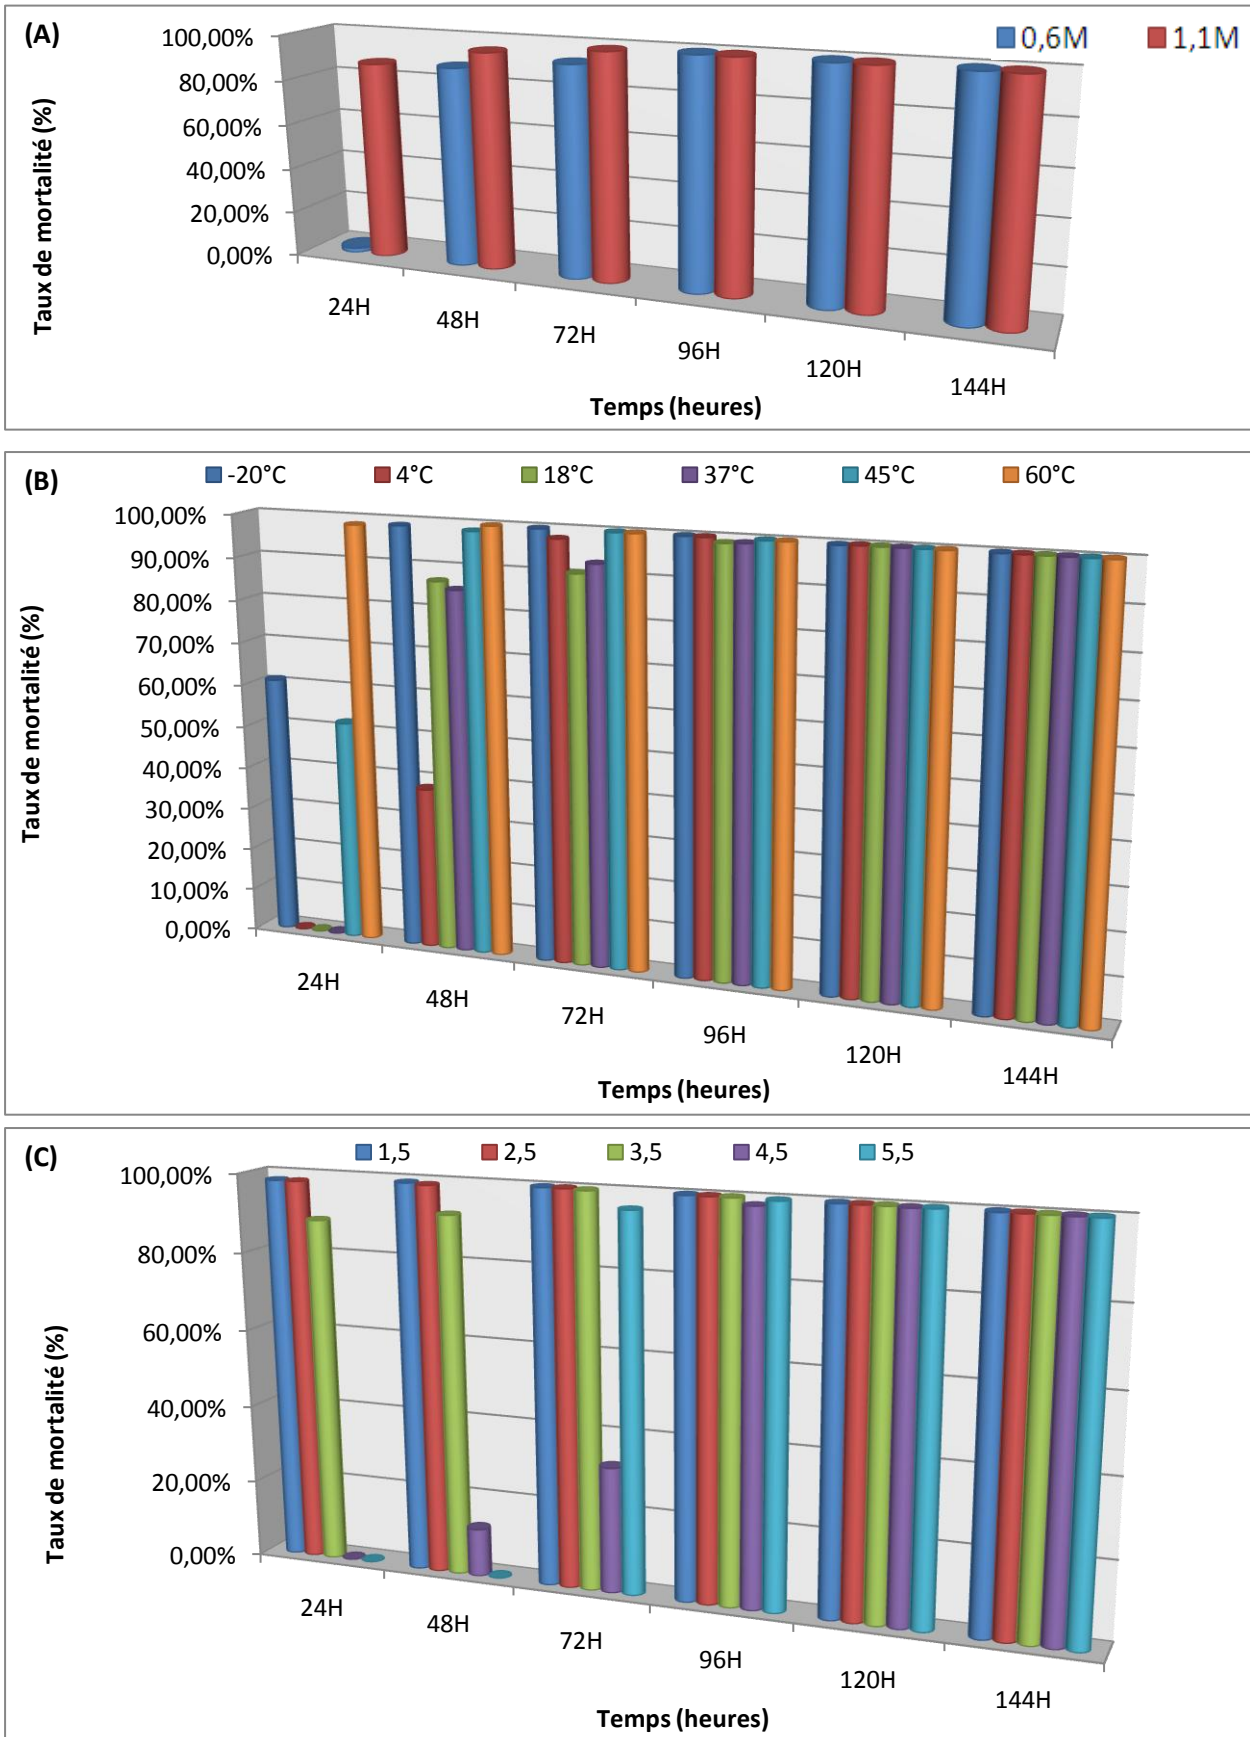 (A)
0,6M 1,1M
Taux de mortalité (%)
100,00%
80,00%
60,00%
40,00%
20,00%
0,00%
24H
48H
72H
96H
120H
144H
Temps (heures)
(B)
-20°C 4°C 18°C 37°C 45°C 60°C
Taux de mortalité (%)
100,00%
90,00%
80,00%
70,00%
60,00%
50,00%
40,00%
30,00%
20,00%
10,00%
0,00%
24H
48H
72H
96H
120H
144H
Temps (heures)
(C)
1,5 2,5 3,5 4,5 5,5
Taux de mortalité (%)
100,00%
80,00%
60,00%
40,00%
20,00%
0,00%
24H
48H
72H
96H
120H
144H
Temps (heures)